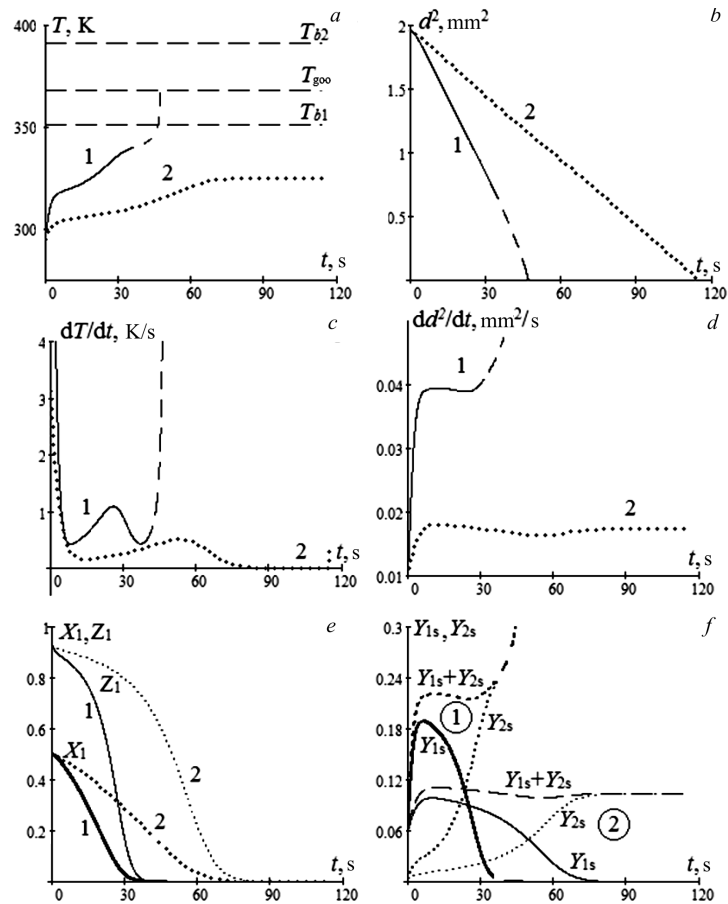 T, K a
400
T_b2
T_goo
350
T_b1
1
2
300
t, s
0 30 60 90 120
d², mm² b
2
1.5
2
1
1
0.5
t, s
0 30 60 90 120
dT/dt, K/s c
4
3
2
1
1
2
t, s
0 30 60 90 120
dd²/dt, mm²/s d
1
0.04
0.03
2
0.02
t, s
0.01
0 30 60 90 120
1
X₁, Z₁ e
0.8
Z₁
1
0.6
X₁
0.4
2
1
2
0.2
t, s
0 30 60 90 120
0.3
Y₁s, Y₂s f
0.24
Y₁s+Y₂s
1
Y₂s
0.18
Y₁s
0.12
Y₁s+Y₂s
Y₂s
2
0.06
Y₁s
t, s
0 30 60 90 120